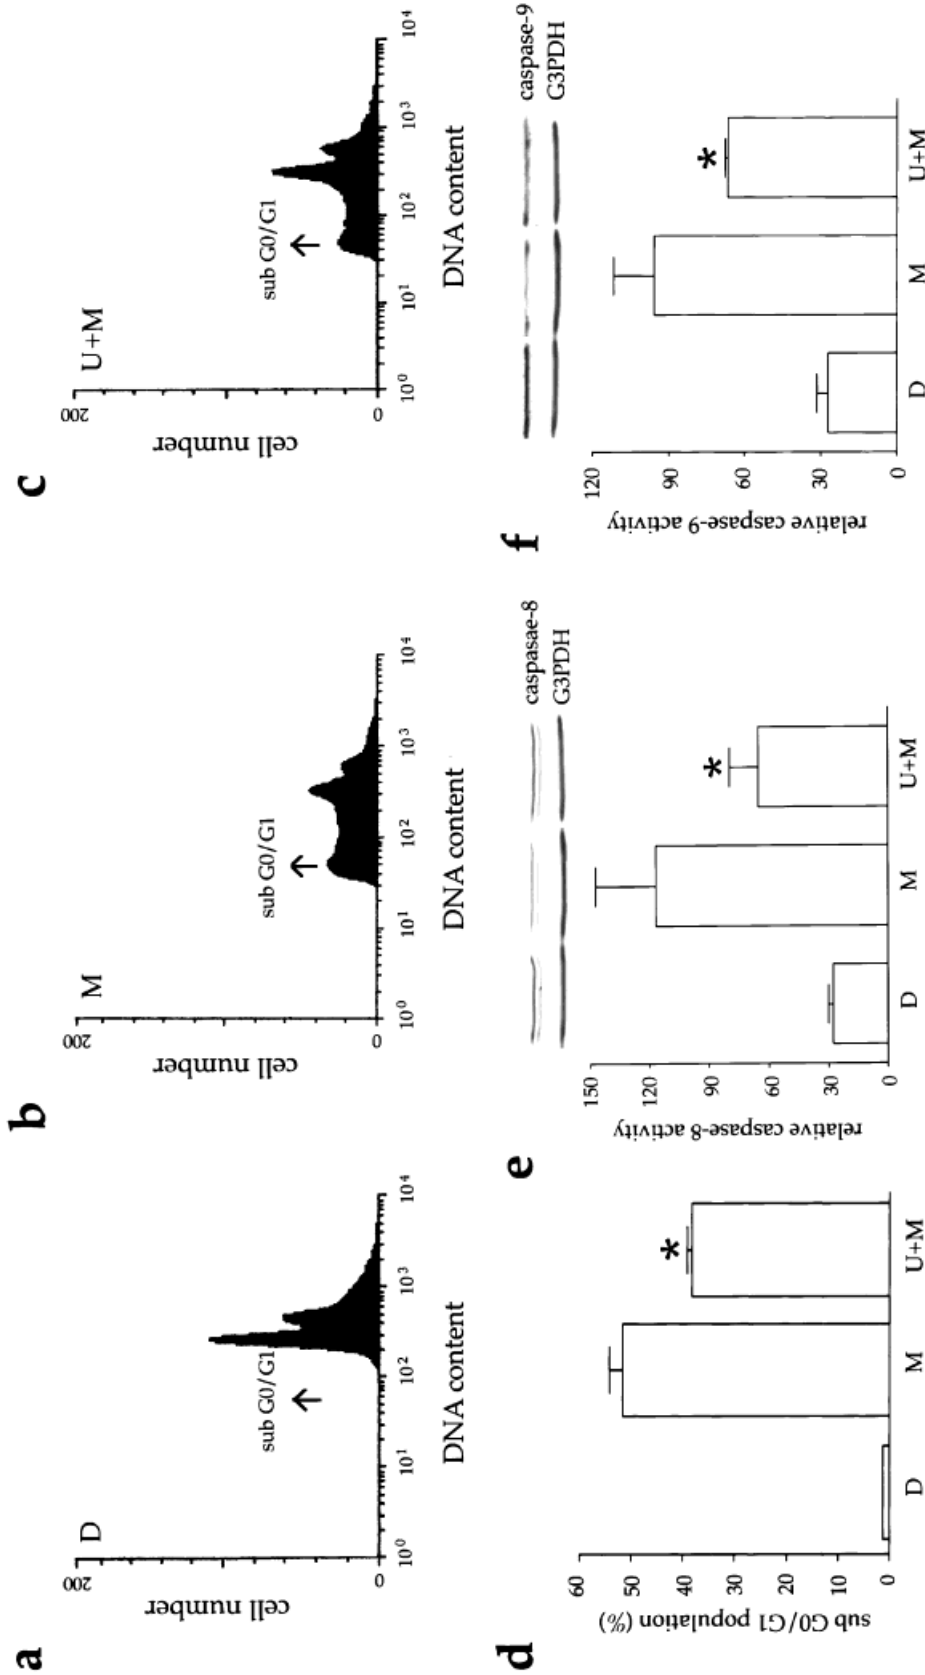 a
D
200
0
cell number
sub G0/G1
10⁰ 10¹ 10² 10³ 10⁴
DNA content
b
M
200
0
cell number
sub G0/G1
10⁰ 10¹ 10² 10³ 10⁴
DNA content
c
U+M
200
0
cell number
sub G0/G1
10⁰ 10¹ 10² 10³ 10⁴
DNA content
d
sub G0/G1 population (%)
60
50
40
30
20
10
0
*
D M U+M
e
caspasae-8
G3PDH
relative caspase-8 activity
150
120
90
60
30
0
*
D M U+M
f
caspase-9
G3PDH
relative caspase-9 activity
120
90
60
30
0
*
D M U+M